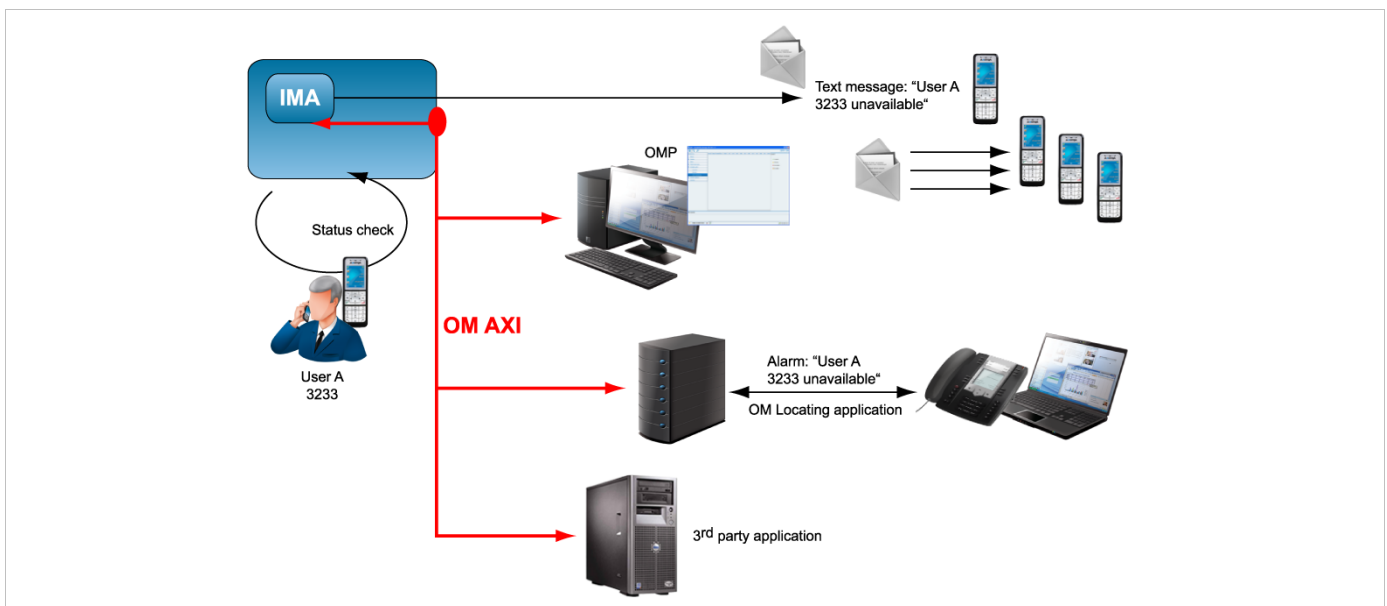 IMA
Text message: “User A
3233 unavailable“
OMP
Status check
OM AXI
User A
3233
Alarm: “User A
3233 unavailable“
OM Locating application
3rd party application